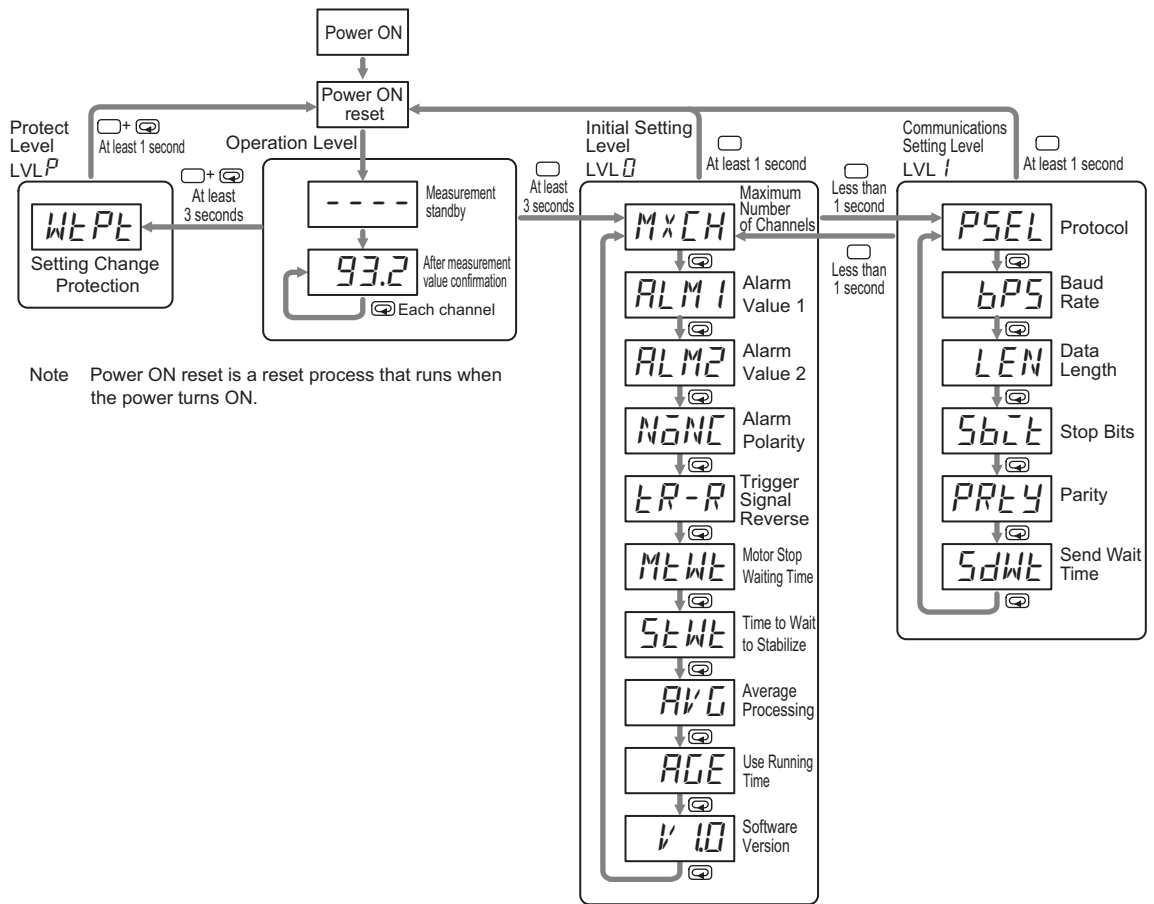 Power ON
Power ON
reset
Protect
Level
LVL P
+
At least 1 second
Operation Level
+
At least
3 seconds
WtPt
Setting Change
Protection
- - - -
Measurement
standby
93.2
After measurement
value confirmation
Each channel
Note Power ON reset is a reset process that runs when
the power turns ON.
At least
3 seconds
Initial Setting
Level
LVL 0
At least 1 second
MxCH
Maximum
Number
of Channels
ALM1
Alarm
Value 1
ALM2
Alarm
Value 2
NoNC
Alarm
Polarity
tR-R
Trigger
Signal
Reverse
MtWt
Motor Stop
Waiting Time
StWt
Time to Wait
to Stabilize
AVG
Average
Processing
AGE
Use Running
Time
V 1.0
Software
Version
Less than
1 second
Less than
1 second
Communications
Setting Level
LVL 1
At least 1 second
PSEL
Protocol
bPS
Baud
Rate
LEN
Data
Length
Sbit
Stop Bits
PRtY
Parity
SdWt
Send Wait
Time